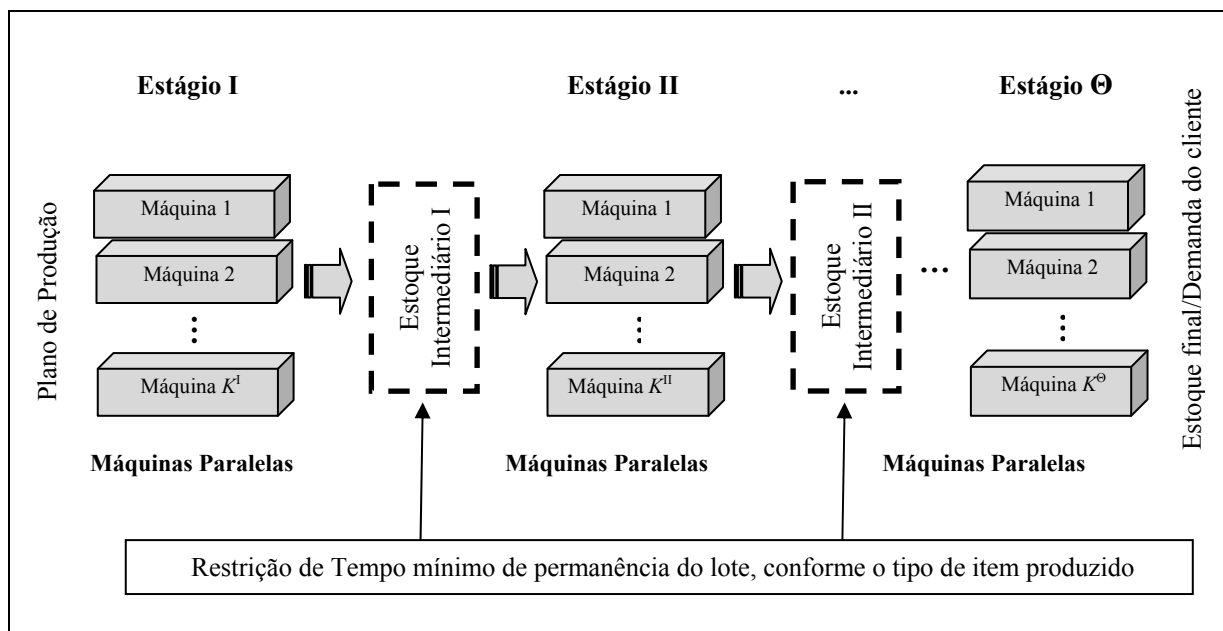 Estágio I
Estágio II
...
Estágio Θ
Plano de Produção
Máquina 1
Máquina 2
⋮
Máquina K^I
Máquinas Paralelas
Estoque
Intermediário I
Máquina 1
Máquina 2
⋮
Máquina K^II
Máquinas Paralelas
Estoque
Intermediário II
...
Máquina 1
Máquina 2
⋮
Máquina K^Θ
Máquinas Paralelas
Estoque final/Demanda do cliente
Restrição de Tempo mínimo de permanência do lote, conforme o tipo de item produzido